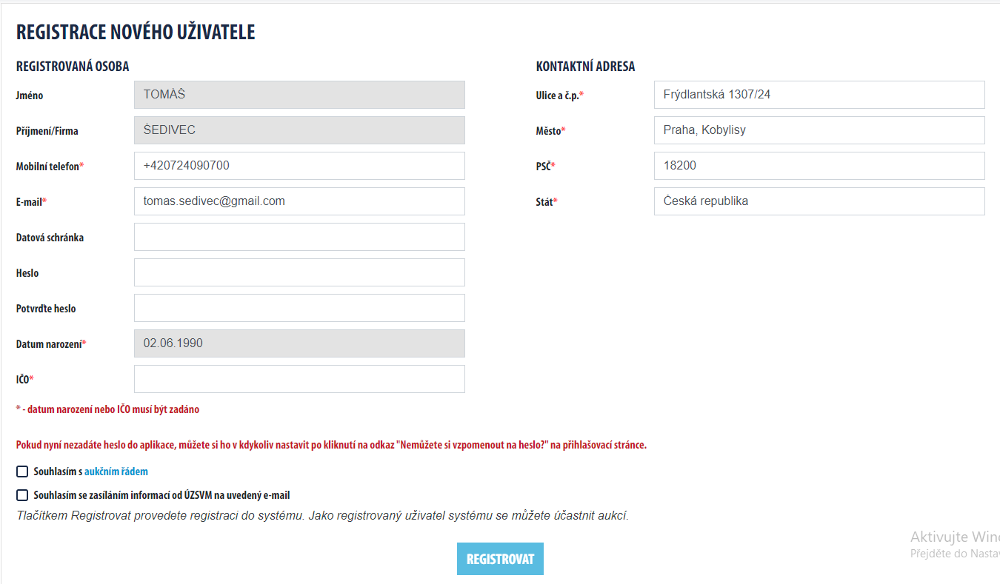 REGISTRACE NOVÉHO UŽIVATELE
REGISTROVANÁ OSOBA
Jméno TOMÁŠ
Příjmení/Firma ŠEDIVEC
Mobilní telefon* +420724090700
E-mail* tomas.sedivec@gmail.com
Datová schránka
Heslo
Potvrďte heslo
Datum narození* 02.06.1990
IČO*
* - datum narození nebo IČO musí být zadáno
KONTAKTNÍ ADRESA
Ulice a č.p.* Frýdlantská 1307/24
Město* Praha, Kobylisy
PSČ* 18200
Stát* Česká republika
Pokud nyní nezadáte heslo do aplikace, můžete si ho v kdykoliv nastavit po kliknutí na odkaz "Nemůžete si vzpomenout na heslo?" na přihlašovací stránce.
Souhlasím s aukčním řádem
Souhlasím se zasíláním informací od ÚZSVM na uvedený e-mail
Tlačítkem Registrovat provedete registraci do systému. Jako registrovaný uživatel systému se můžete účastnit aukcí.
REGISTROVAT
Aktivujte
Přejděte do